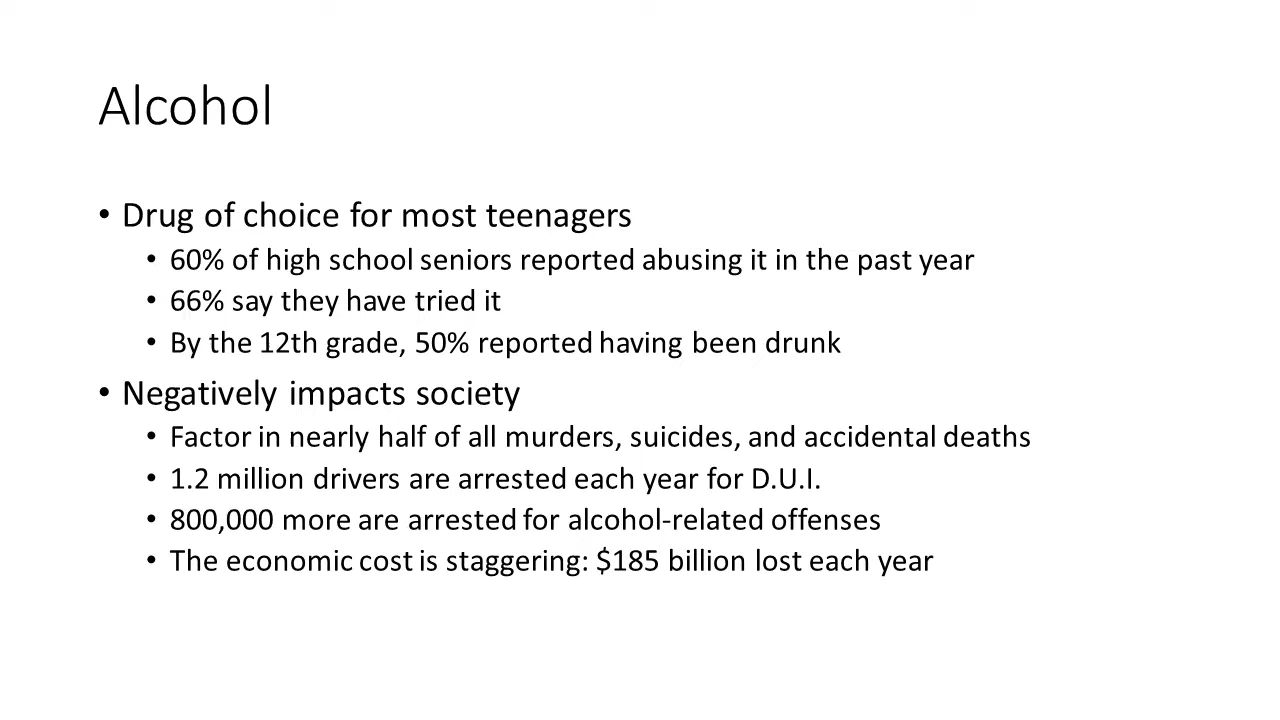 Alcohol
• Drug of choice for most teenagers
• 60% of high school seniors reported abusing it in the past year
• 66% say they have tried it
• By the 12th grade, 50% reported having been drunk
• Negatively impacts society
• Factor in nearly half of all murders, suicides, and accidental deaths
• 1.2 million drivers are arrested each year for D.U.I.
• 800,000 more are arrested for alcohol-related offenses
• The economic cost is staggering: $185 billion lost each year